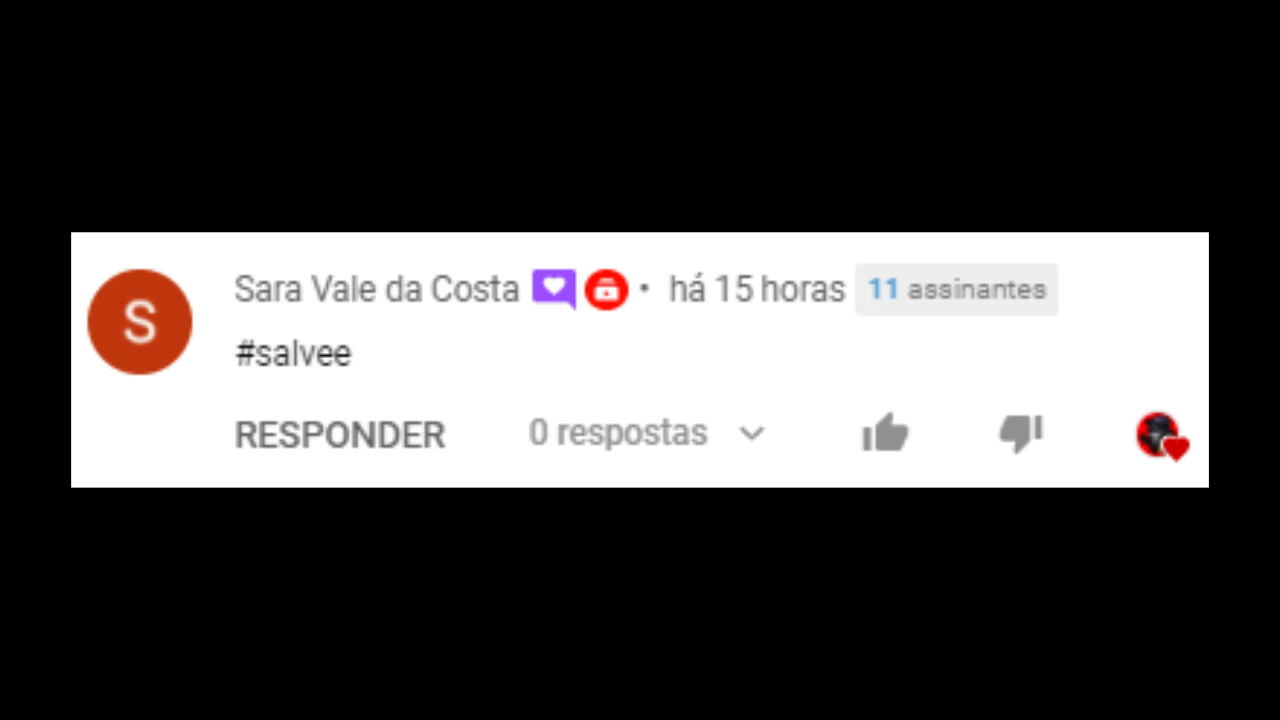 S
Sara Vale da Costa • há 15 horas 11 assinantes
#salvee
RESPONDER 0 respostas